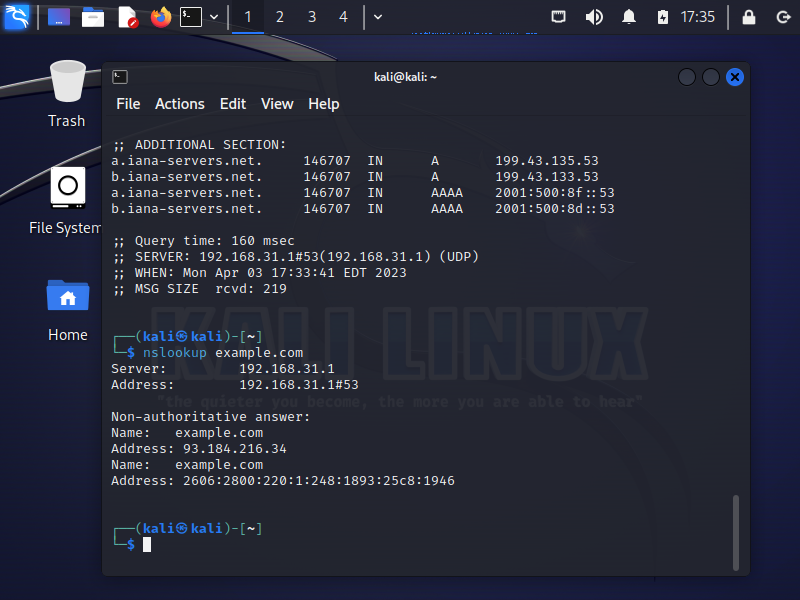 1 2 3 4 17:35
Trash
File System
Home
kali@kali: ~
File Actions Edit View Help
;; ADDITIONAL SECTION:
a.iana-servers.net. 146707 IN A 199.43.135.53
b.iana-servers.net. 146707 IN A 199.43.133.53
a.iana-servers.net. 146707 IN AAAA 2001:500:8f::53
b.iana-servers.net. 146707 IN AAAA 2001:500:8d::53
;; Query time: 160 msec
;; SERVER: 192.168.31.1#53(192.168.31.1) (UDP)
;; WHEN: Mon Apr 03 17:33:41 EDT 2023
;; MSG SIZE rcvd: 219
┌──(kali㉿kali)-[~]
└─$ nslookup example.com
Server: 192.168.31.1
Address: 192.168.31.1#53
Non-authoritative answer:
Name: example.com
Address: 93.184.216.34
Name: example.com
Address: 2606:2800:220:1:248:1893:25c8:1946
┌──(kali㉿kali)-[~]
└─$
KALI LINUX
"the quieter you become, the more you are able to hear"